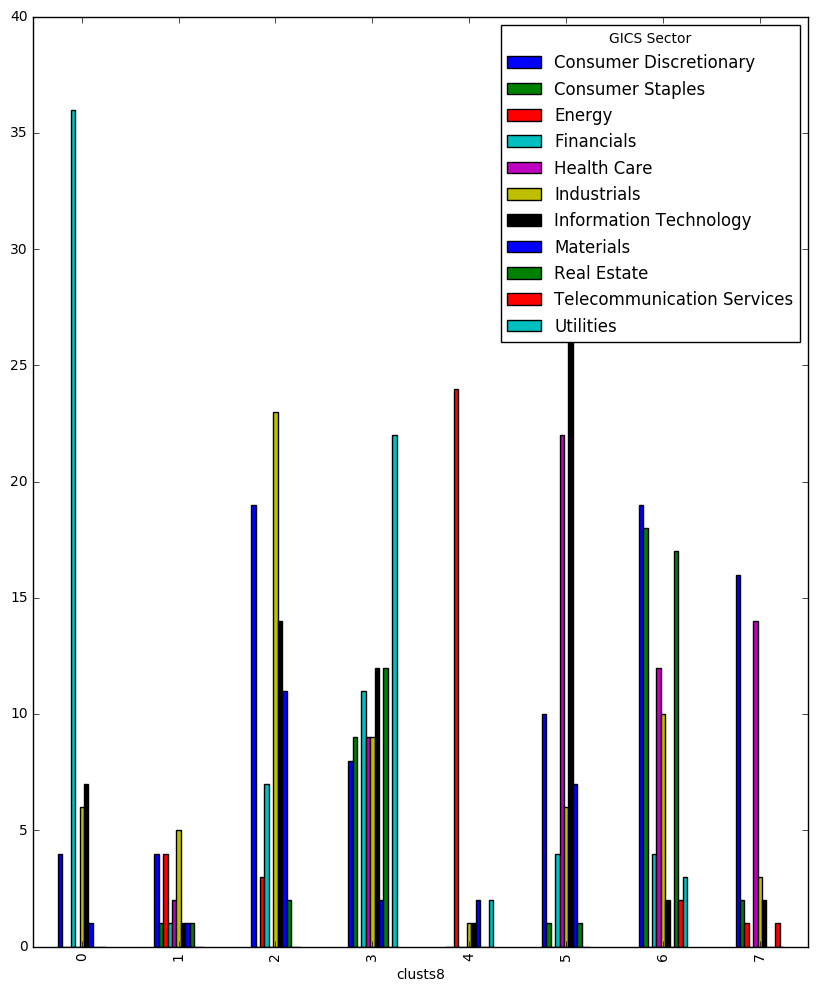 40
35
30
25
20
15
10
5
0
GICS Sector
Consumer Discretionary
Consumer Staples
Energy
Financials
Health Care
Industrials
Information Technology
Materials
Real Estate
Telecommunication Services
Utilities
0 1 2 3 4 5 6 7
clusts8